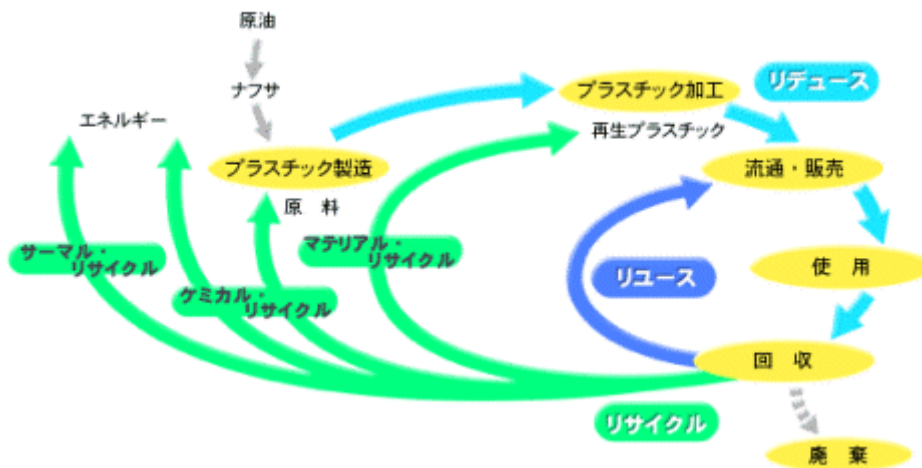 原油
ナフサ
エネルギー
プラスチック製造
原 料
プラスチック加工
リデュース
再生プラスチック
流通・販売
サーマル・
リサイクル
ケミカル・
リサイクル
マテリアル・
リサイクル
リユース
使 用
回 収
リサイクル
廃 棄